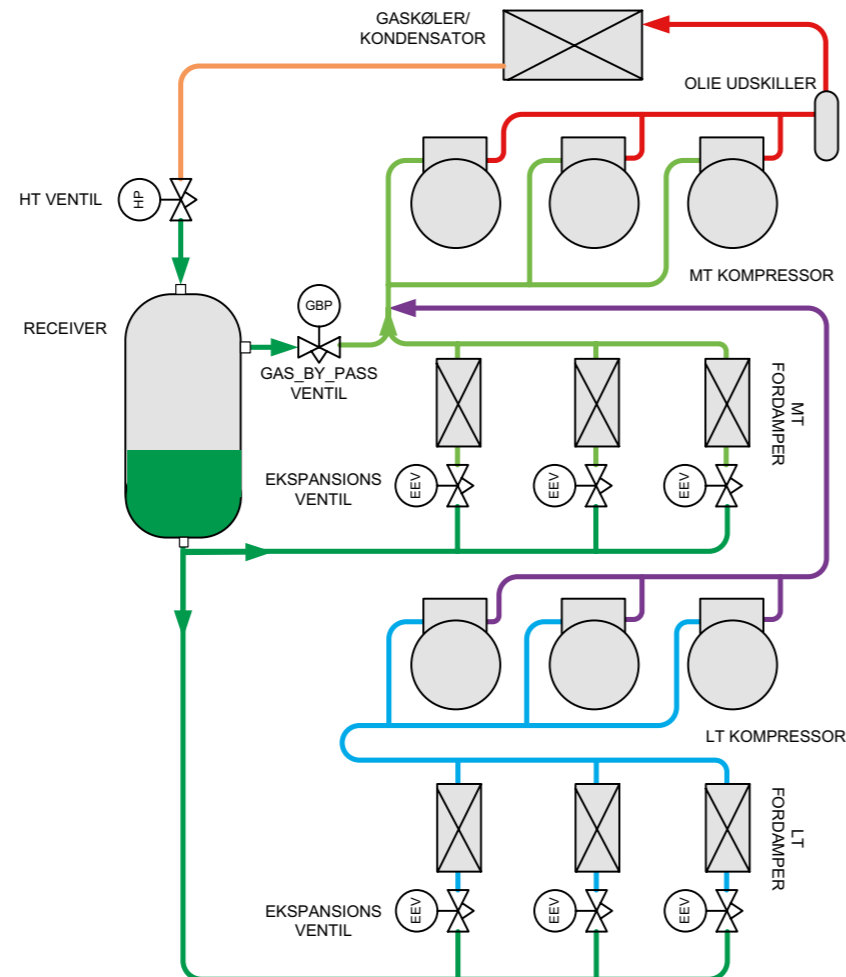 GASKØLER/
KONDENSATOR
OLIE UDSKILLER
HT VENTIL
HP
MT KOMPRESSOR
RECEIVER
GBP
GAS_BY_PASS
VENTIL
MT
FORDAMPER
EKSPANSIONS
VENTIL
EEV
EEV
EEV
LT KOMPRESSOR
LT
FORDAMPER
EKSPANSIONS
VENTIL
EEV
EEV
EEV